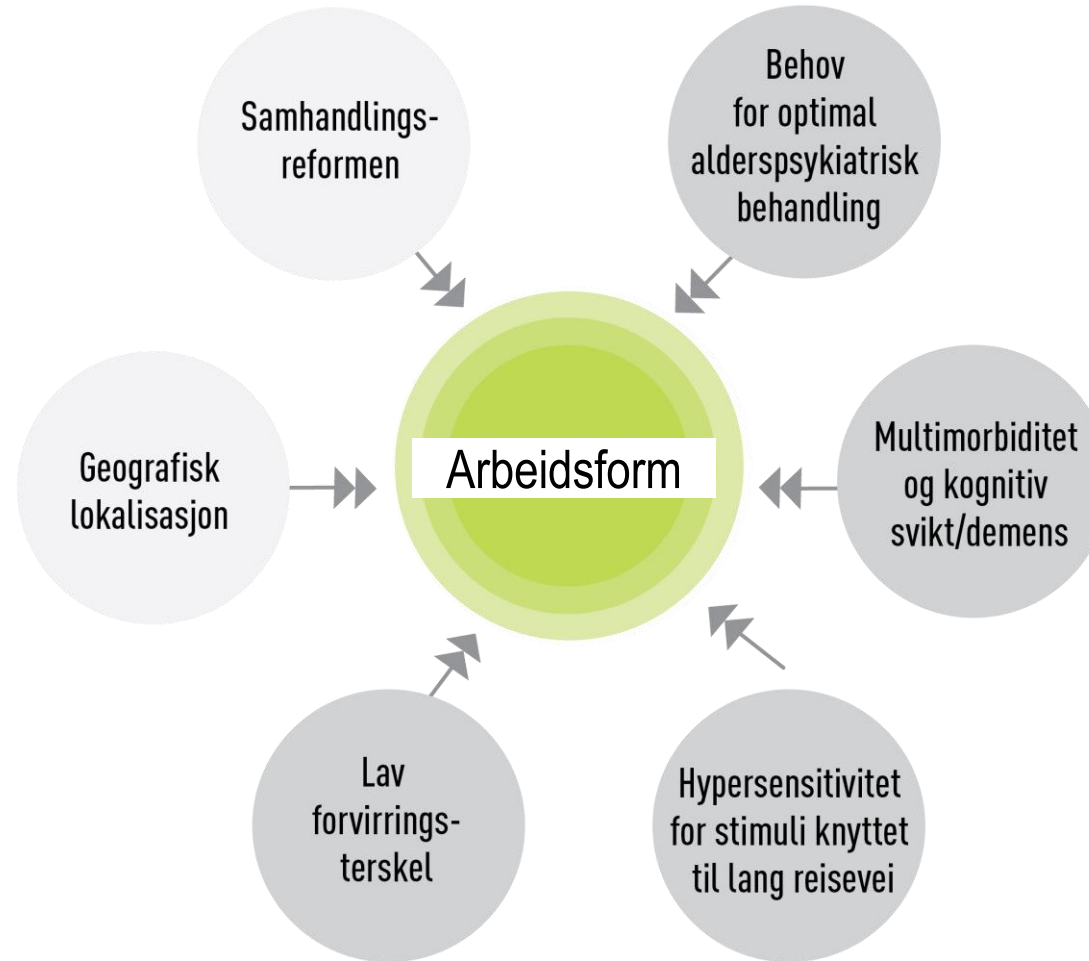 Samhandlings-
reformen
Behov
for optimal
alderspsykiatrisk
behandling
Geografisk
lokalisasjon
Arbeidsform
Multimorbiditet
og kognitiv
svikt/demens
Lav
forvirrings-
terskel
Hypersensitivitet
for stimuli knyttet
til lang reisevei